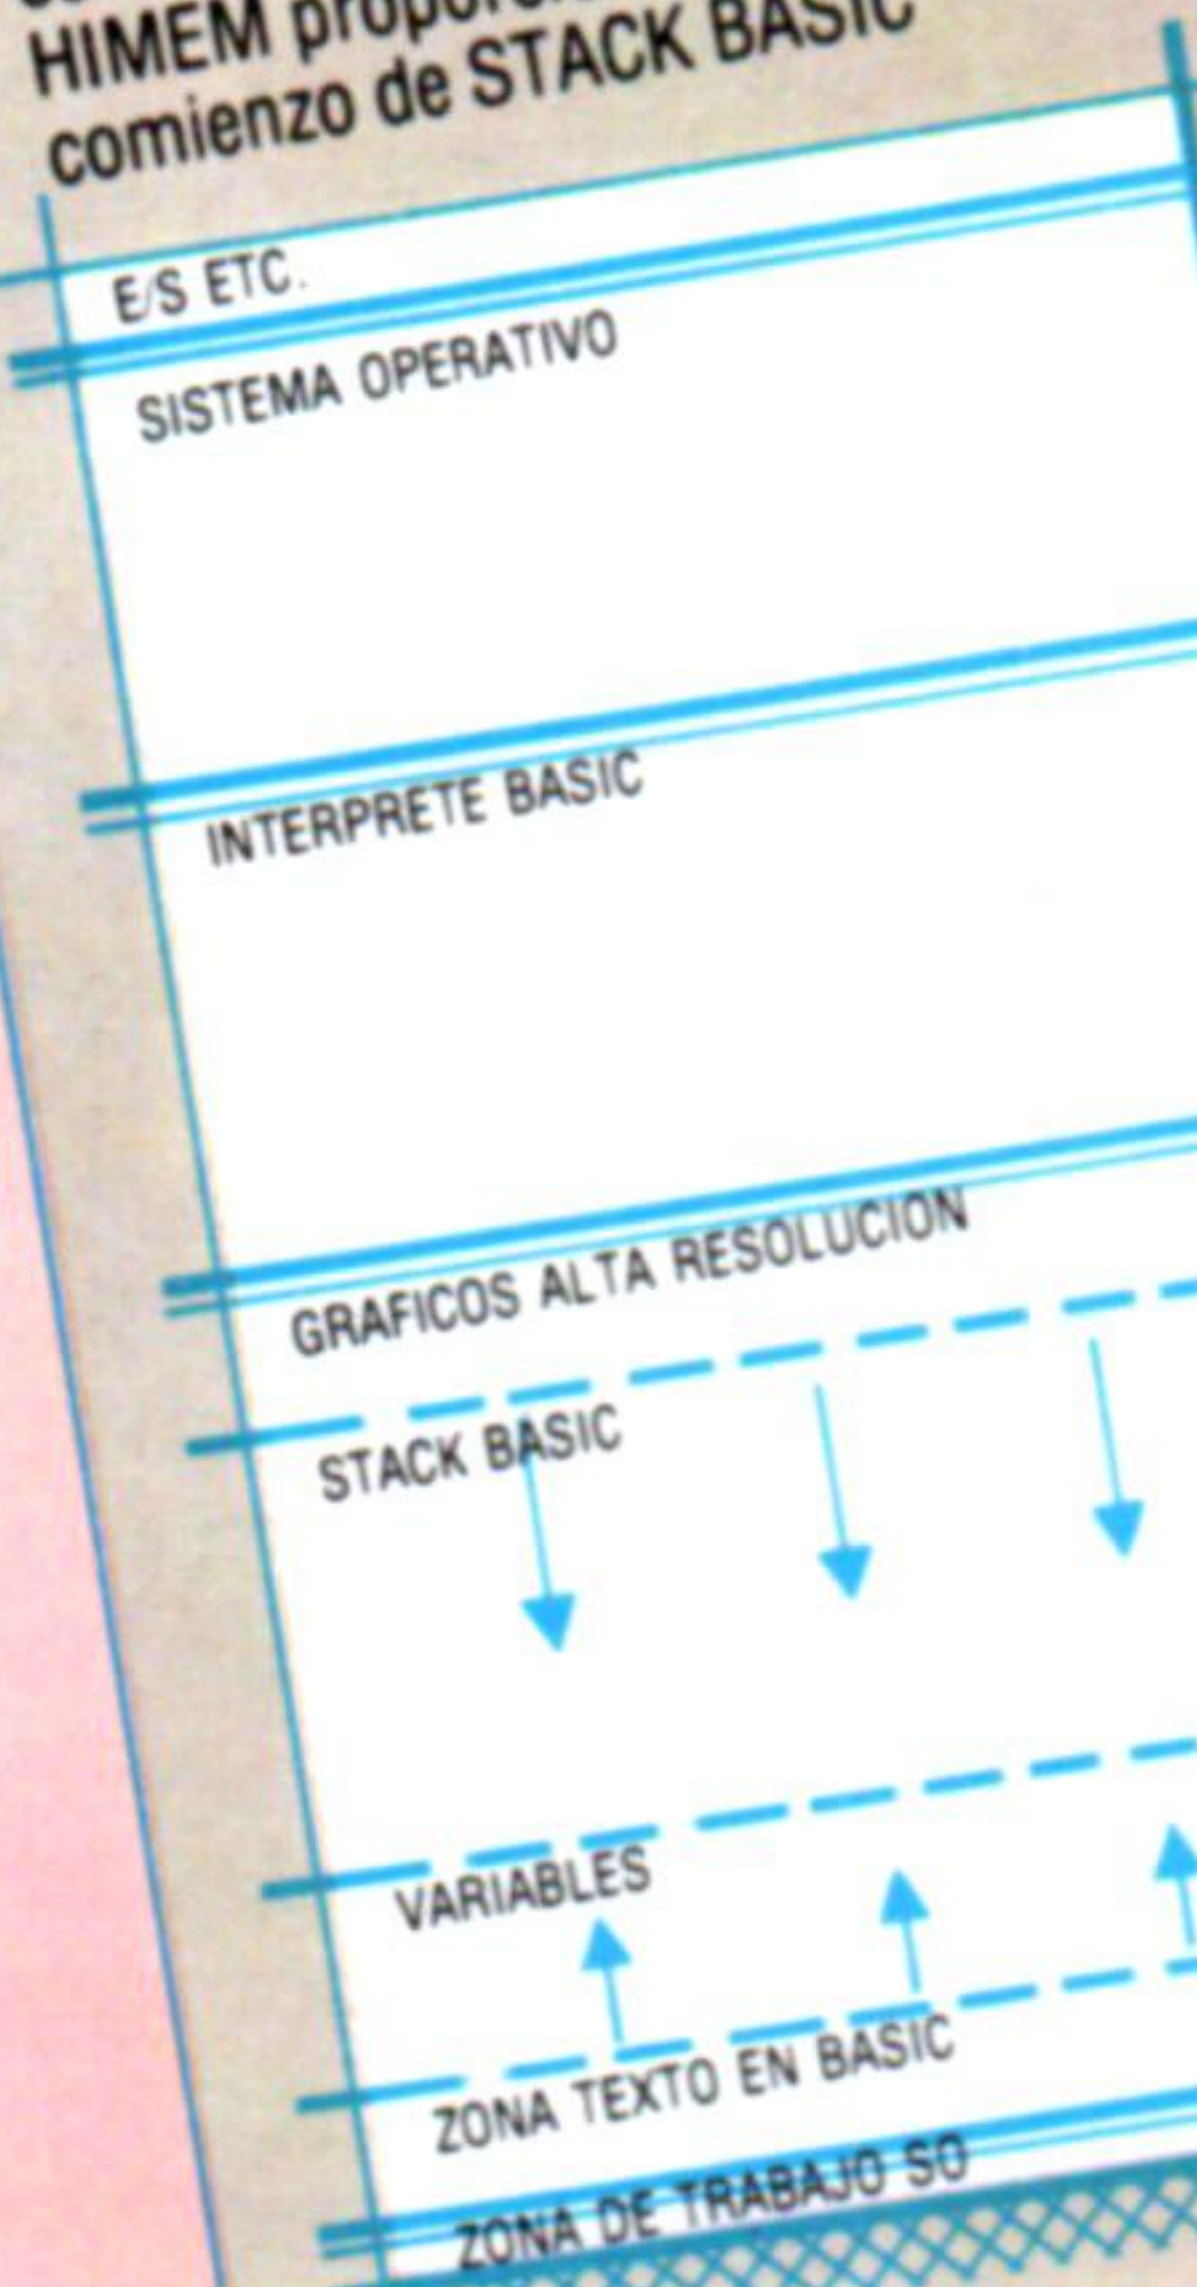 HIMEM
comienzo de STACK BASIC
E/S ETC.
SISTEMA OPERATIVO
INTERPRETE BASIC
GRAFICOS ALTA RESOLUCION
STACK BASIC
VARIABLES
ZONA TEXTO EN BASIC
ZONA DE TRABAJO SO